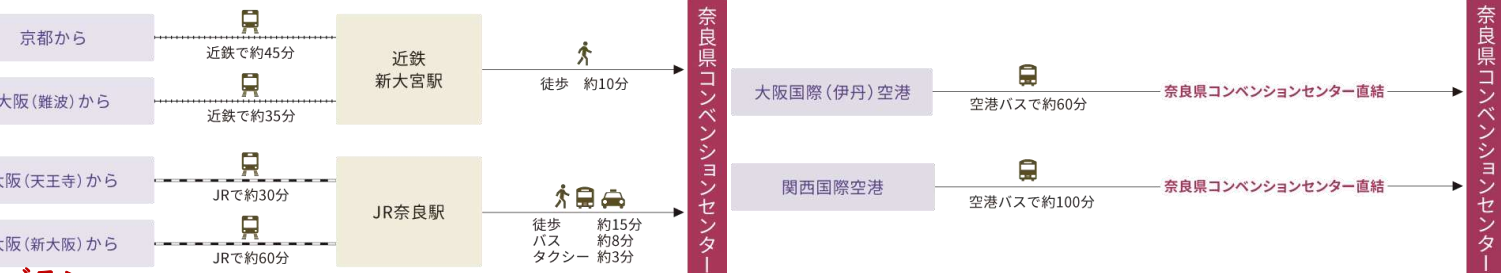 京都から
近鉄で約45分
大阪(難波)から
近鉄で約35分
近鉄
新大宮駅
徒歩　約10分
大阪(天王寺)から
JRで約30分
大阪(新大阪)から
JRで約60分
JR奈良駅
徒歩　約15分
バス　約8分
タクシー　約3分
奈良県コンベンションセンター
大阪国際(伊丹)空港
空港バスで約60分
奈良県コンベンションセンター直結
関西国際空港
空港バスで約100分
奈良県コンベンションセンター直結
奈良県コンベンションセンター